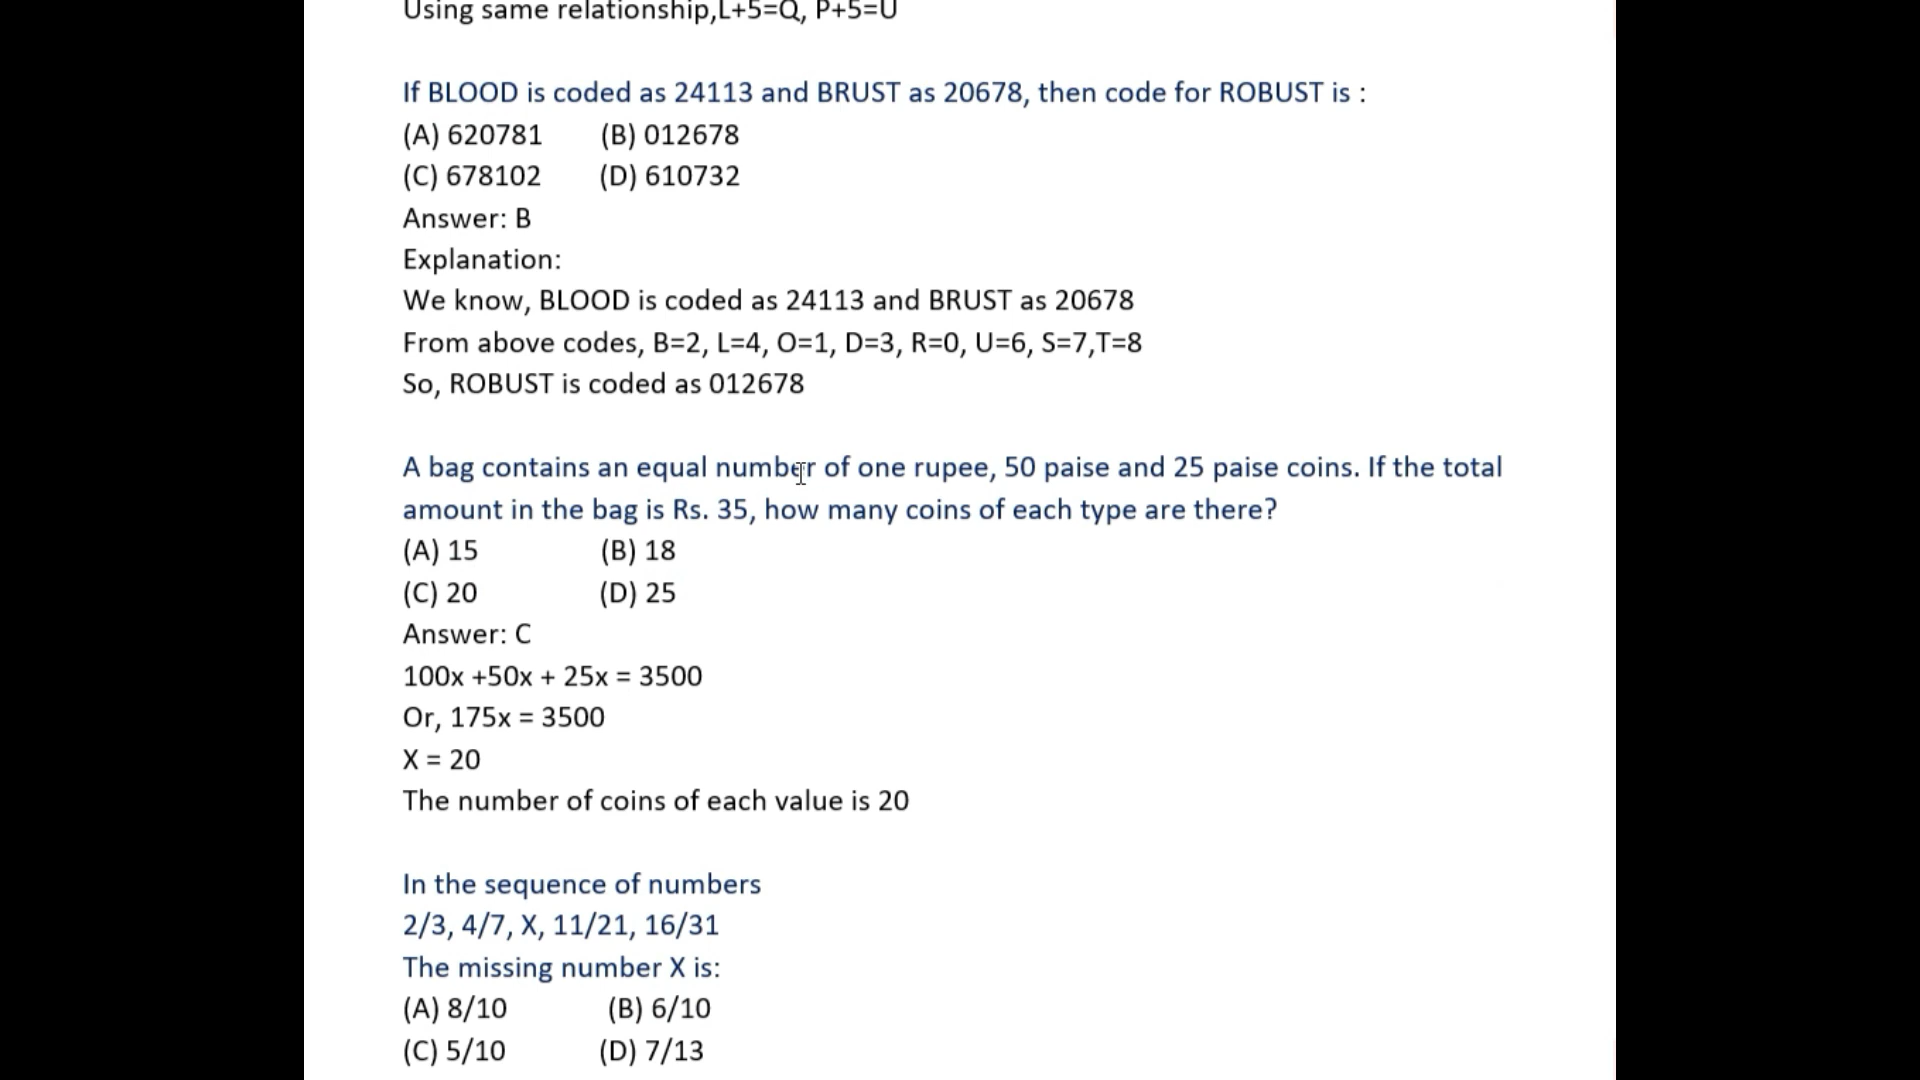 Using same relationship,L+5=Q, P+5=U
If BLOOD is coded as 24113 and BRUST as 20678, then code for ROBUST is :
(A) 620781 (B) 012678
(C) 678102 (D) 610732
Answer: B
Explanation:
We know, BLOOD is coded as 24113 and BRUST as 20678
From above codes, B=2, L=4, O=1, D=3, R=0, U=6, S=7,T=8
So, ROBUST is coded as 012678
A bag contains an equal number of one rupee, 50 paise and 25 paise coins. If the total
amount in the bag is Rs. 35, how many coins of each type are there?
(A) 15 (B) 18
(C) 20 (D) 25
Answer: C
100x +50x + 25x = 3500
Or, 175x = 3500
X = 20
The number of coins of each value is 20
In the sequence of numbers
2/3, 4/7, X, 11/21, 16/31
The missing number X is:
(A) 8/10 (B) 6/10
(C) 5/10 (D) 7/13